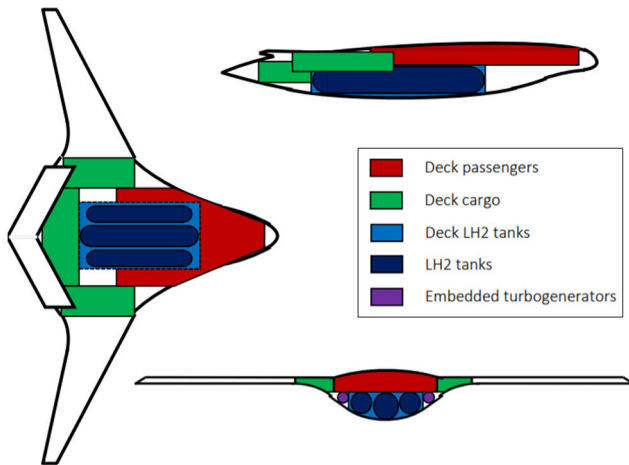 Deck passengers
Deck cargo
Deck LH2 tanks
LH2 tanks
Embedded turbogenerators